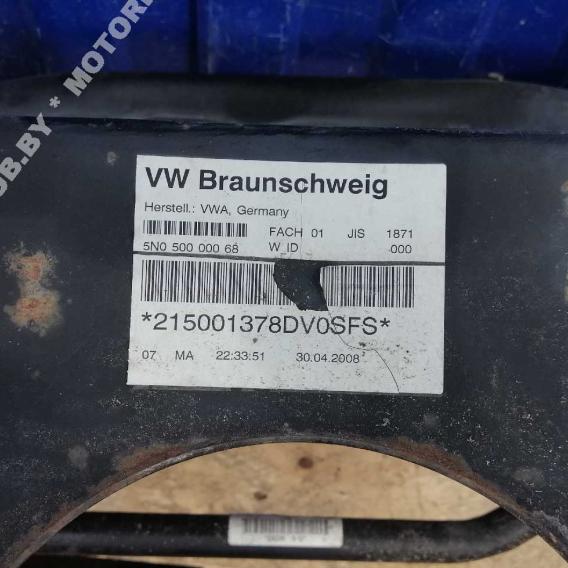 VW Braunschweig
Herstell.: VWA, Germany
FACH 01 JIS 1871
5N0 500 000 68 W ID 000
*215001378DV0SFS*
07 MA 22:33:51 30.04.2008